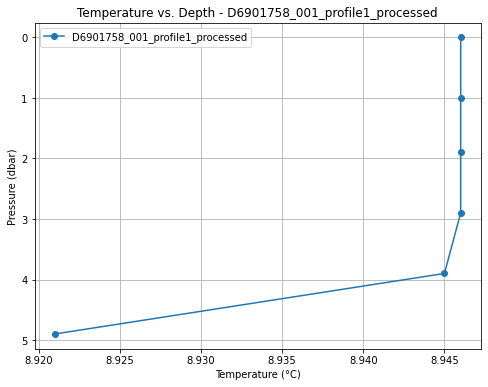 Temperature vs. Depth - D6901758_001_profile1_processed
D6901758_001_profile1_processed
Pressure (dbar)
0
1
2
3
4
5
8.920 8.925 8.930 8.935 8.940 8.945
Temperature (°C)